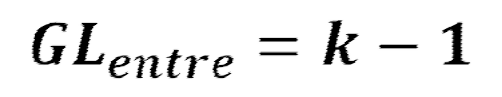 GL_entre = k − 1